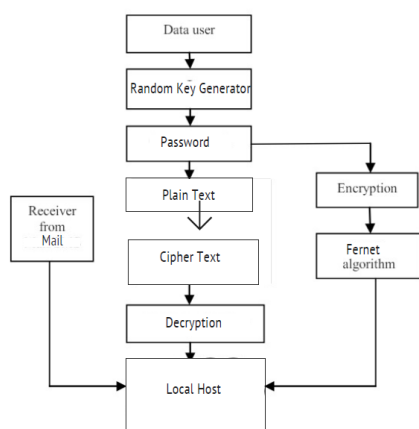 Data user
Random Key Generator
Password
Plain Text
Encryption
Receiver
from
Mail
Cipher Text
Fernet
algorithm
Decryption
Local Host